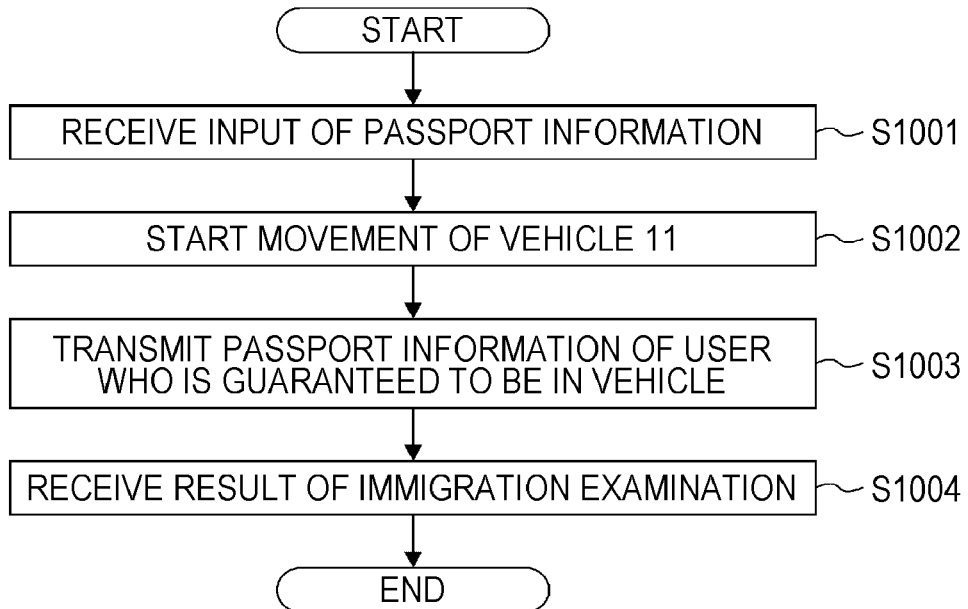 START
RECEIVE INPUT OF PASSPORT INFORMATION
S1001
START MOVEMENT OF VEHICLE 11
S1002
TRANSMIT PASSPORT INFORMATION OF USER
WHO IS GUARANTEED TO BE IN VEHICLE
S1003
RECEIVE RESULT OF IMMIGRATION EXAMINATION
S1004
END